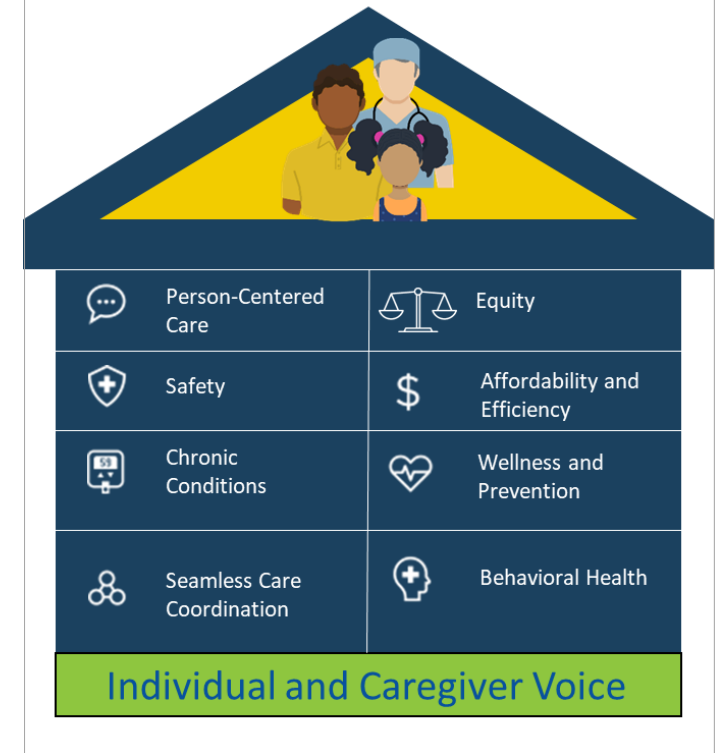 Person-Centered
Care
Equity
Safety
Affordability and
Efficiency
59
Chronic
Conditions
Wellness and
Prevention
Seamless Care
Coordination
Behavioral Health
Individual and Caregiver Voice
$